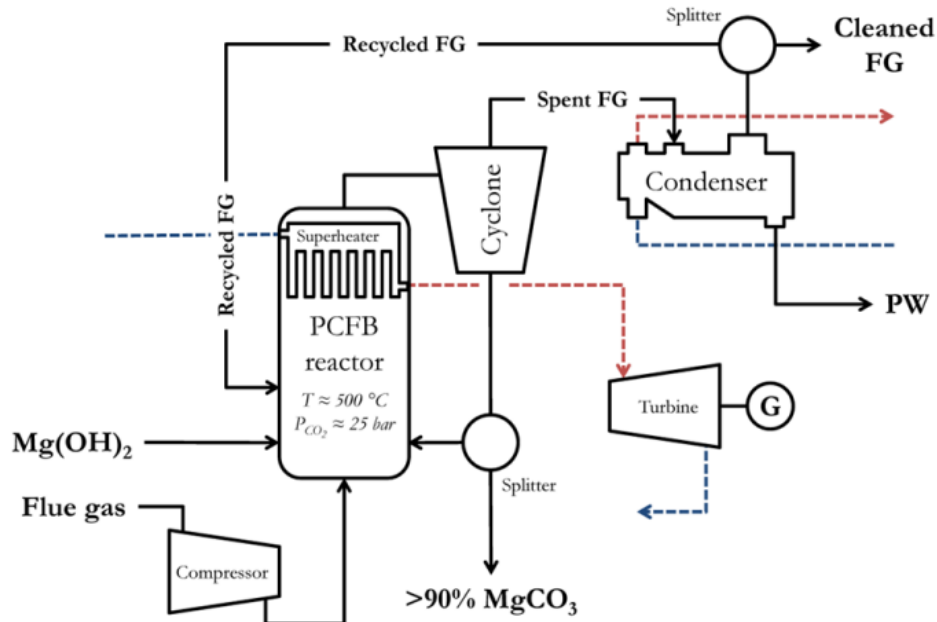 Splitter
Cleaned
FG
Recycled FG
Spent FG
Condenser
Cyclone
Recycled FG
Superheater
PW
PCFB
reactor
T ≈ 500 °C
P_CO₂ ≈ 25 bar
Turbine
G
Mg(OH)₂
Splitter
Flue gas
Compressor
>90% MgCO₃